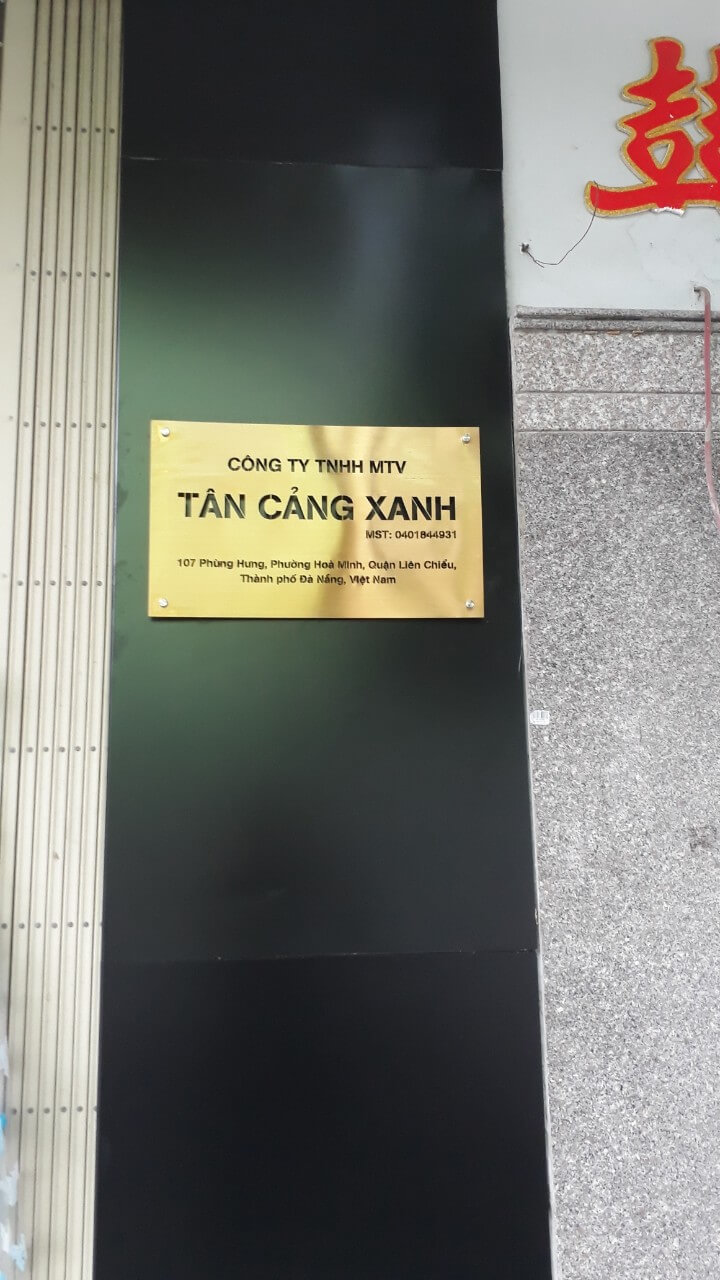 CÔNG TY TNHH MTV
TÂN CẢNG XANH
MST: 0401844931
107 Phùng Hưng, Phường Hoà Minh, Quận Liên Chiểu,
Thành phố Đà Nẵng, Việt Nam